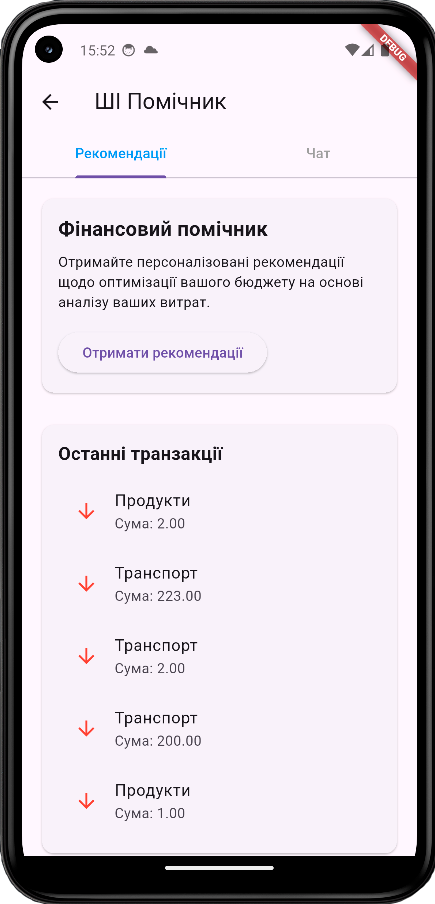 15:52
DEBUG
ШІ Помічник
Рекомендації
Чат
Фінансовий помічник
Отримайте персоналізовані рекомендації
щодо оптимізації вашого бюджету на основі
аналізу ваших витрат.
Отримати рекомендації
Останні транзакції
Продукти
Сума: 2.00
Транспорт
Сума: 223.00
Транспорт
Сума: 2.00
Транспорт
Сума: 200.00
Продукти
Сума: 1.00